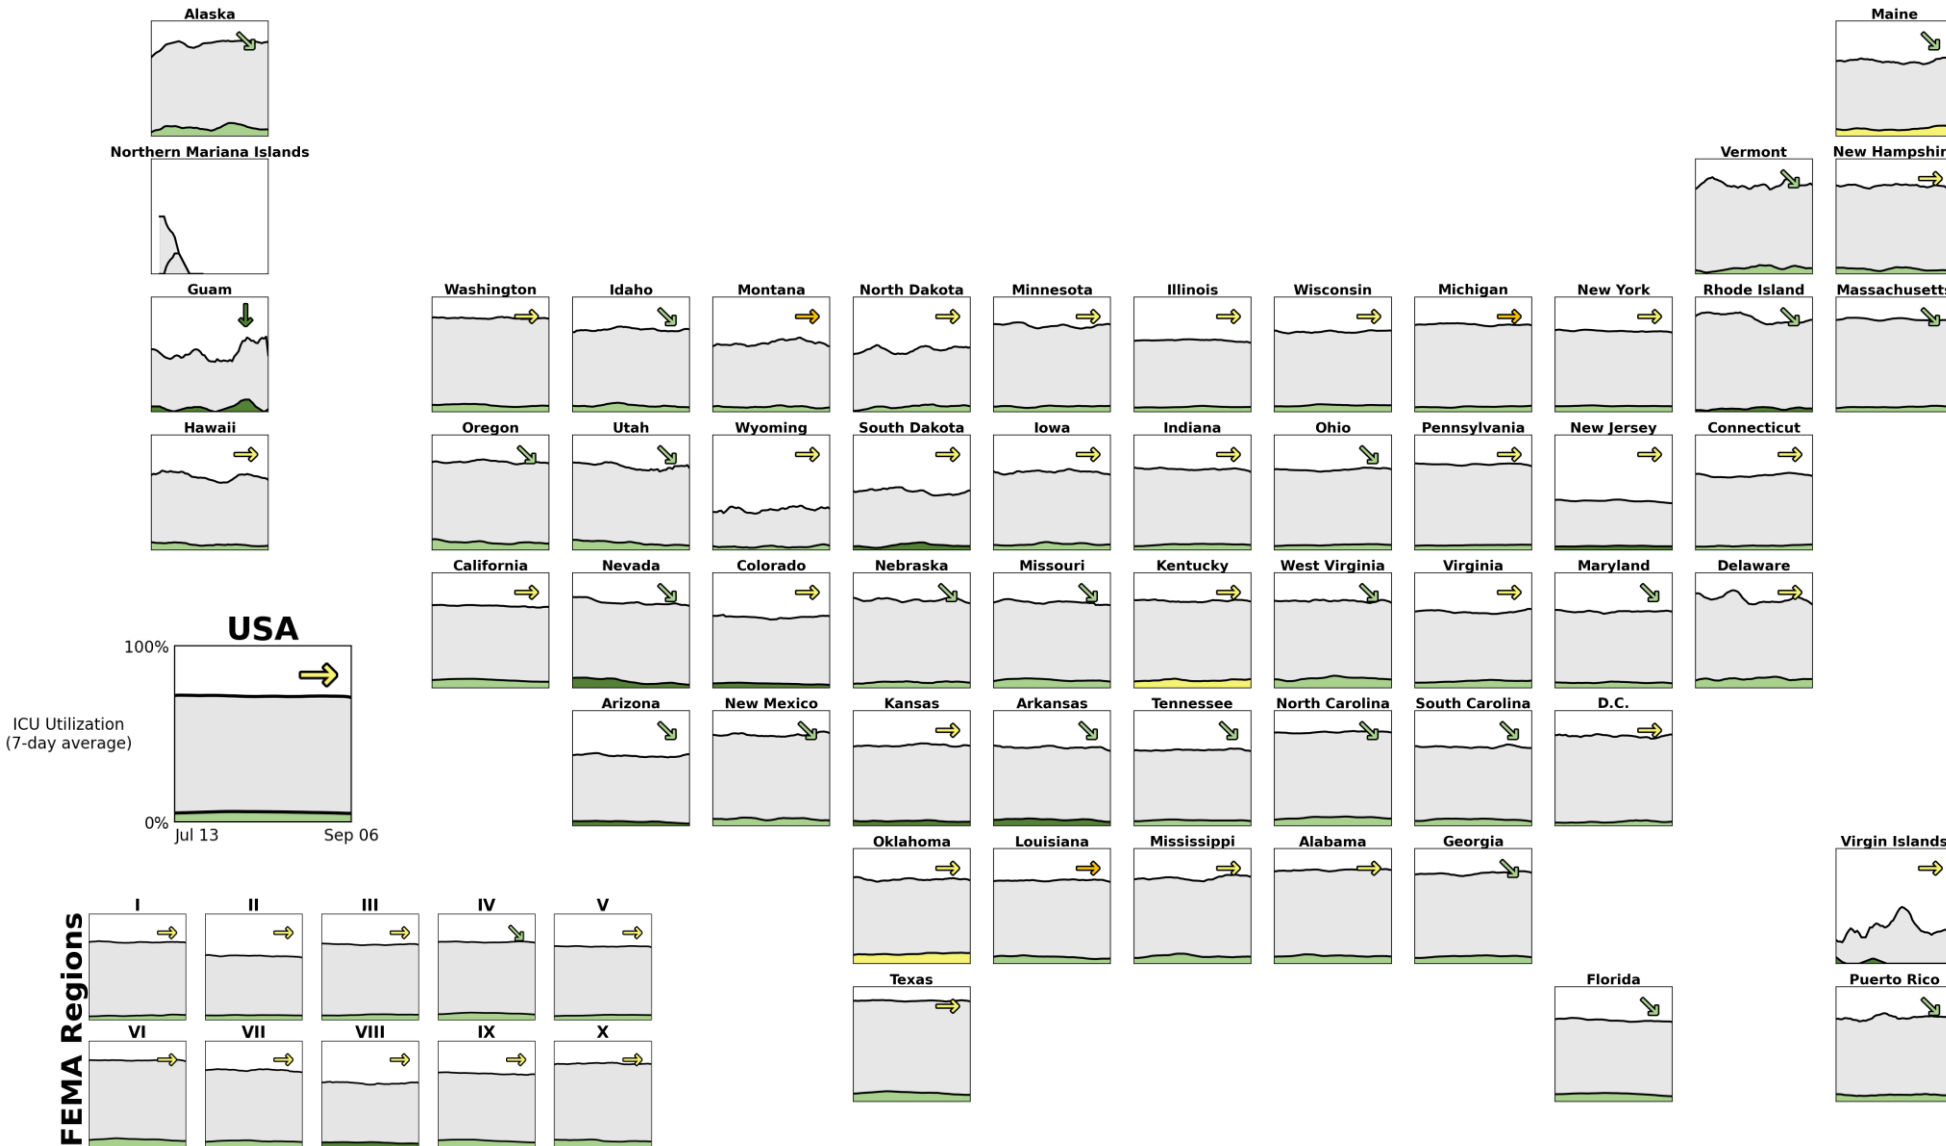 Alaska
Maine
Northern Mariana Islands
Vermont
New Hampshir
Guam
Washington
Idaho
Montana
North Dakota
Minnesota
Illinois
Wisconsin
Michigan
New York
Rhode Island
Massachusetts
Hawaii
Oregon
Utah
Wyoming
South Dakota
Iowa
Indiana
Ohio
Pennsylvania
New Jersey
Connecticut
California
Nevada
Colorado
Nebraska
Missouri
Kentucky
West Virginia
Virginia
Maryland
Delaware
USA
100%
ICU Utilization
(7-day average)
0%
Jul 13
Sep 06
Arizona
New Mexico
Kansas
Arkansas
Tennessee
North Carolina
South Carolina
D.C.
Oklahoma
Louisiana
Mississippi
Alabama
Georgia
Virgin Islands
FEMA Regions
I
II
III
IV
V
VI
VII
VIII
IX
X
Texas
Florida
Puerto Rico